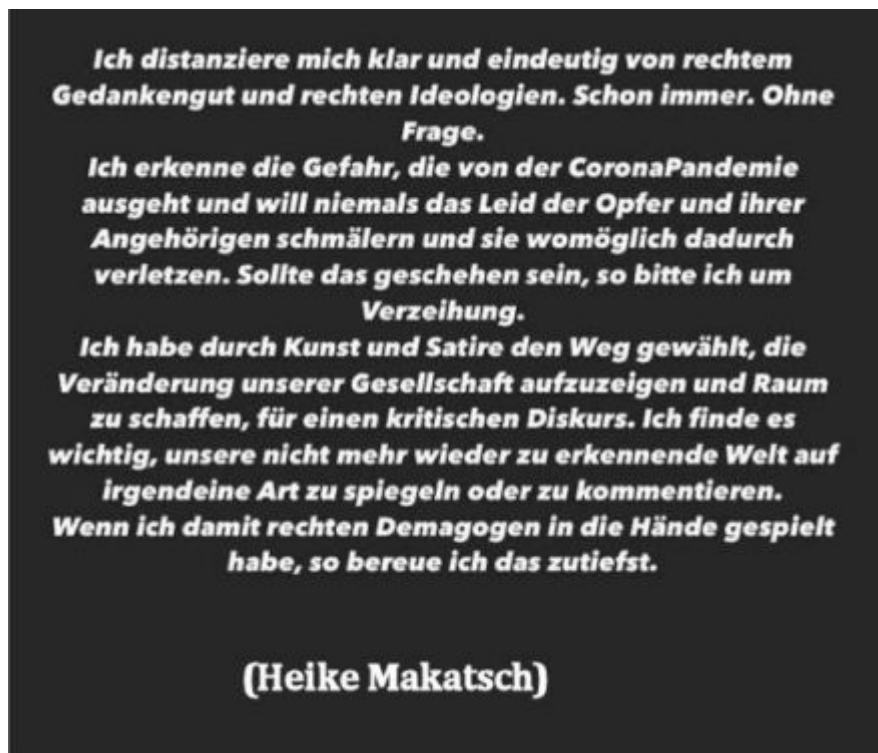 Ich distanziere mich klar und eindeutig von rechtem
Gedankengut und rechten Ideologien. Schon immer. Ohne
Frage.
Ich erkenne die Gefahr, die von der CoronaPandemie
ausgeht und will niemals das Leid der Opfer und ihrer
Angehörigen schmälern und sie womöglich dadurch
verletzen. Sollte das geschehen sein, so bitte ich um
Verzeihung.
Ich habe durch Kunst und Satire den Weg gewählt, die
Veränderung unserer Gesellschaft aufzuzeigen und Raum
zu schaffen, für einen kritischen Diskurs. Ich finde es
wichtig, unsere nicht mehr wieder zu erkennende Welt auf
irgendeine Art zu spiegeln oder zu kommentieren.
Wenn ich damit rechten Demagogen in die Hände gespielt
habe, so bereue ich das zutiefst.
(Heike Makatsch)